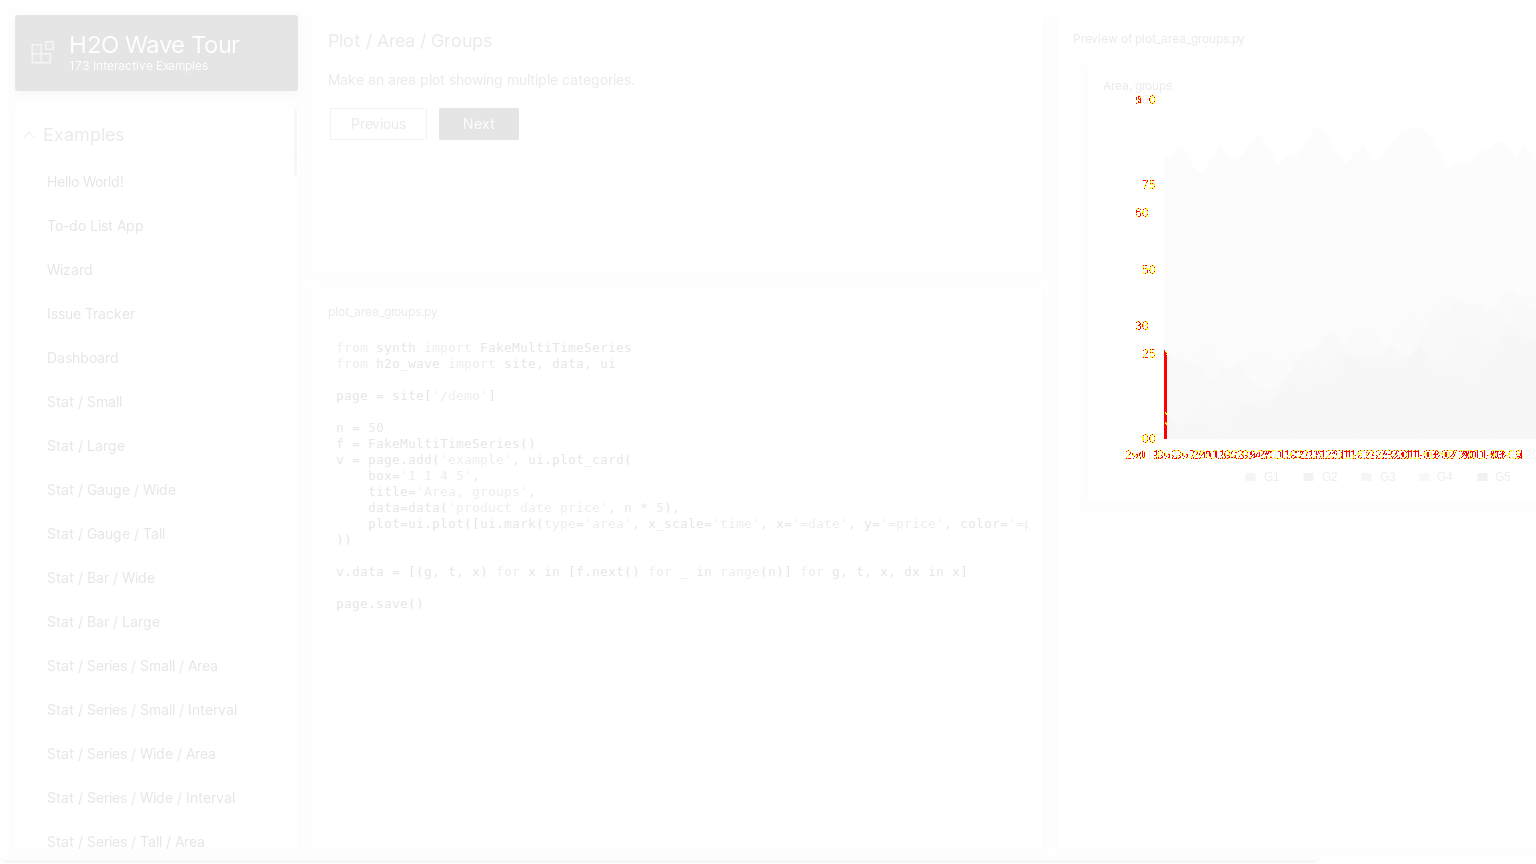 H2O Wave Tour
173 Interactive Examples
Examples
Hello World!
To-do List App
Wizard
Issue Tracker
Dashboard
Stat / Small
Stat / Large
Stat / Gauge / Wide
Stat / Gauge / Tall
Stat / Bar / Wide
Stat / Bar / Large
Stat / Series / Small / Area
Stat / Series / Small / Interval
Stat / Series / Wide / Area
Stat / Series / Wide / Interval
Stat / Series / Tall / Area
Plot / Area / Groups
Make an area plot showing multiple categories.
Previous
Next
plot_area_groups.py
from synth import FakeMultiTimeSeries
from h2o_wave import site, data, ui
page = site['/demo']
n = 50
f = FakeMultiTimeSeries()
v = page.add('example', ui.plot_card(
box='1 1 4 5',
title='Area, groups',
data=data('product date price', n * 5),
plot=ui.plot([ui.mark(type='area', x_scale='time', x='=date', y='=price', color='=p
))
v.data = [(g, t, x) for x in [f.next() for _ in range(n)] for g, t, x, dx in x]
page.save()
Preview of plot_area_groups.py
Area, groups
75
60
50
30
25
00
G1
G2
G3
G4
G5